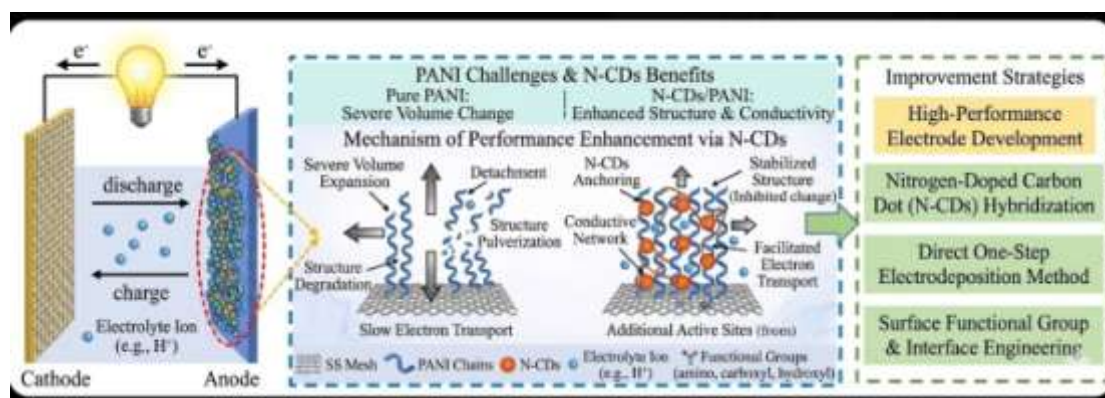 e⁻
e⁻
discharge
charge
Electrolyte Ion
(e.g., H⁺)
Cathode
Anode
PANI Challenges & N-CDs Benefits
Pure PANI:
Severe Volume Change
N-CDs/PANI:
Enhanced Structure & Conductivity
Mechanism of Performance Enhancement via N-CDs
Severe Volume
Expansion
Detachment
Structure
Pulverization
Structure
Degradation
Slow Electron Transport
N-CDs
Anchoring
Conductive
Network
Stabilized
Structure
(Inhibited change)
Facilitated
Electron
Transport
Additional Active Sites (from)
SS Mesh
PANI Chains
N-CDs
Electrolyte Ion
(e.g., H⁺)
Functional Groups
(amino, carboxyl, hydroxyl)
Improvement Strategies
High-Performance
Electrode Development
Nitrogen-Doped Carbon
Dot (N-CDs) Hybridization
Direct One-Step
Electrodeposition Method
Surface Functional Group
& Interface Engineering